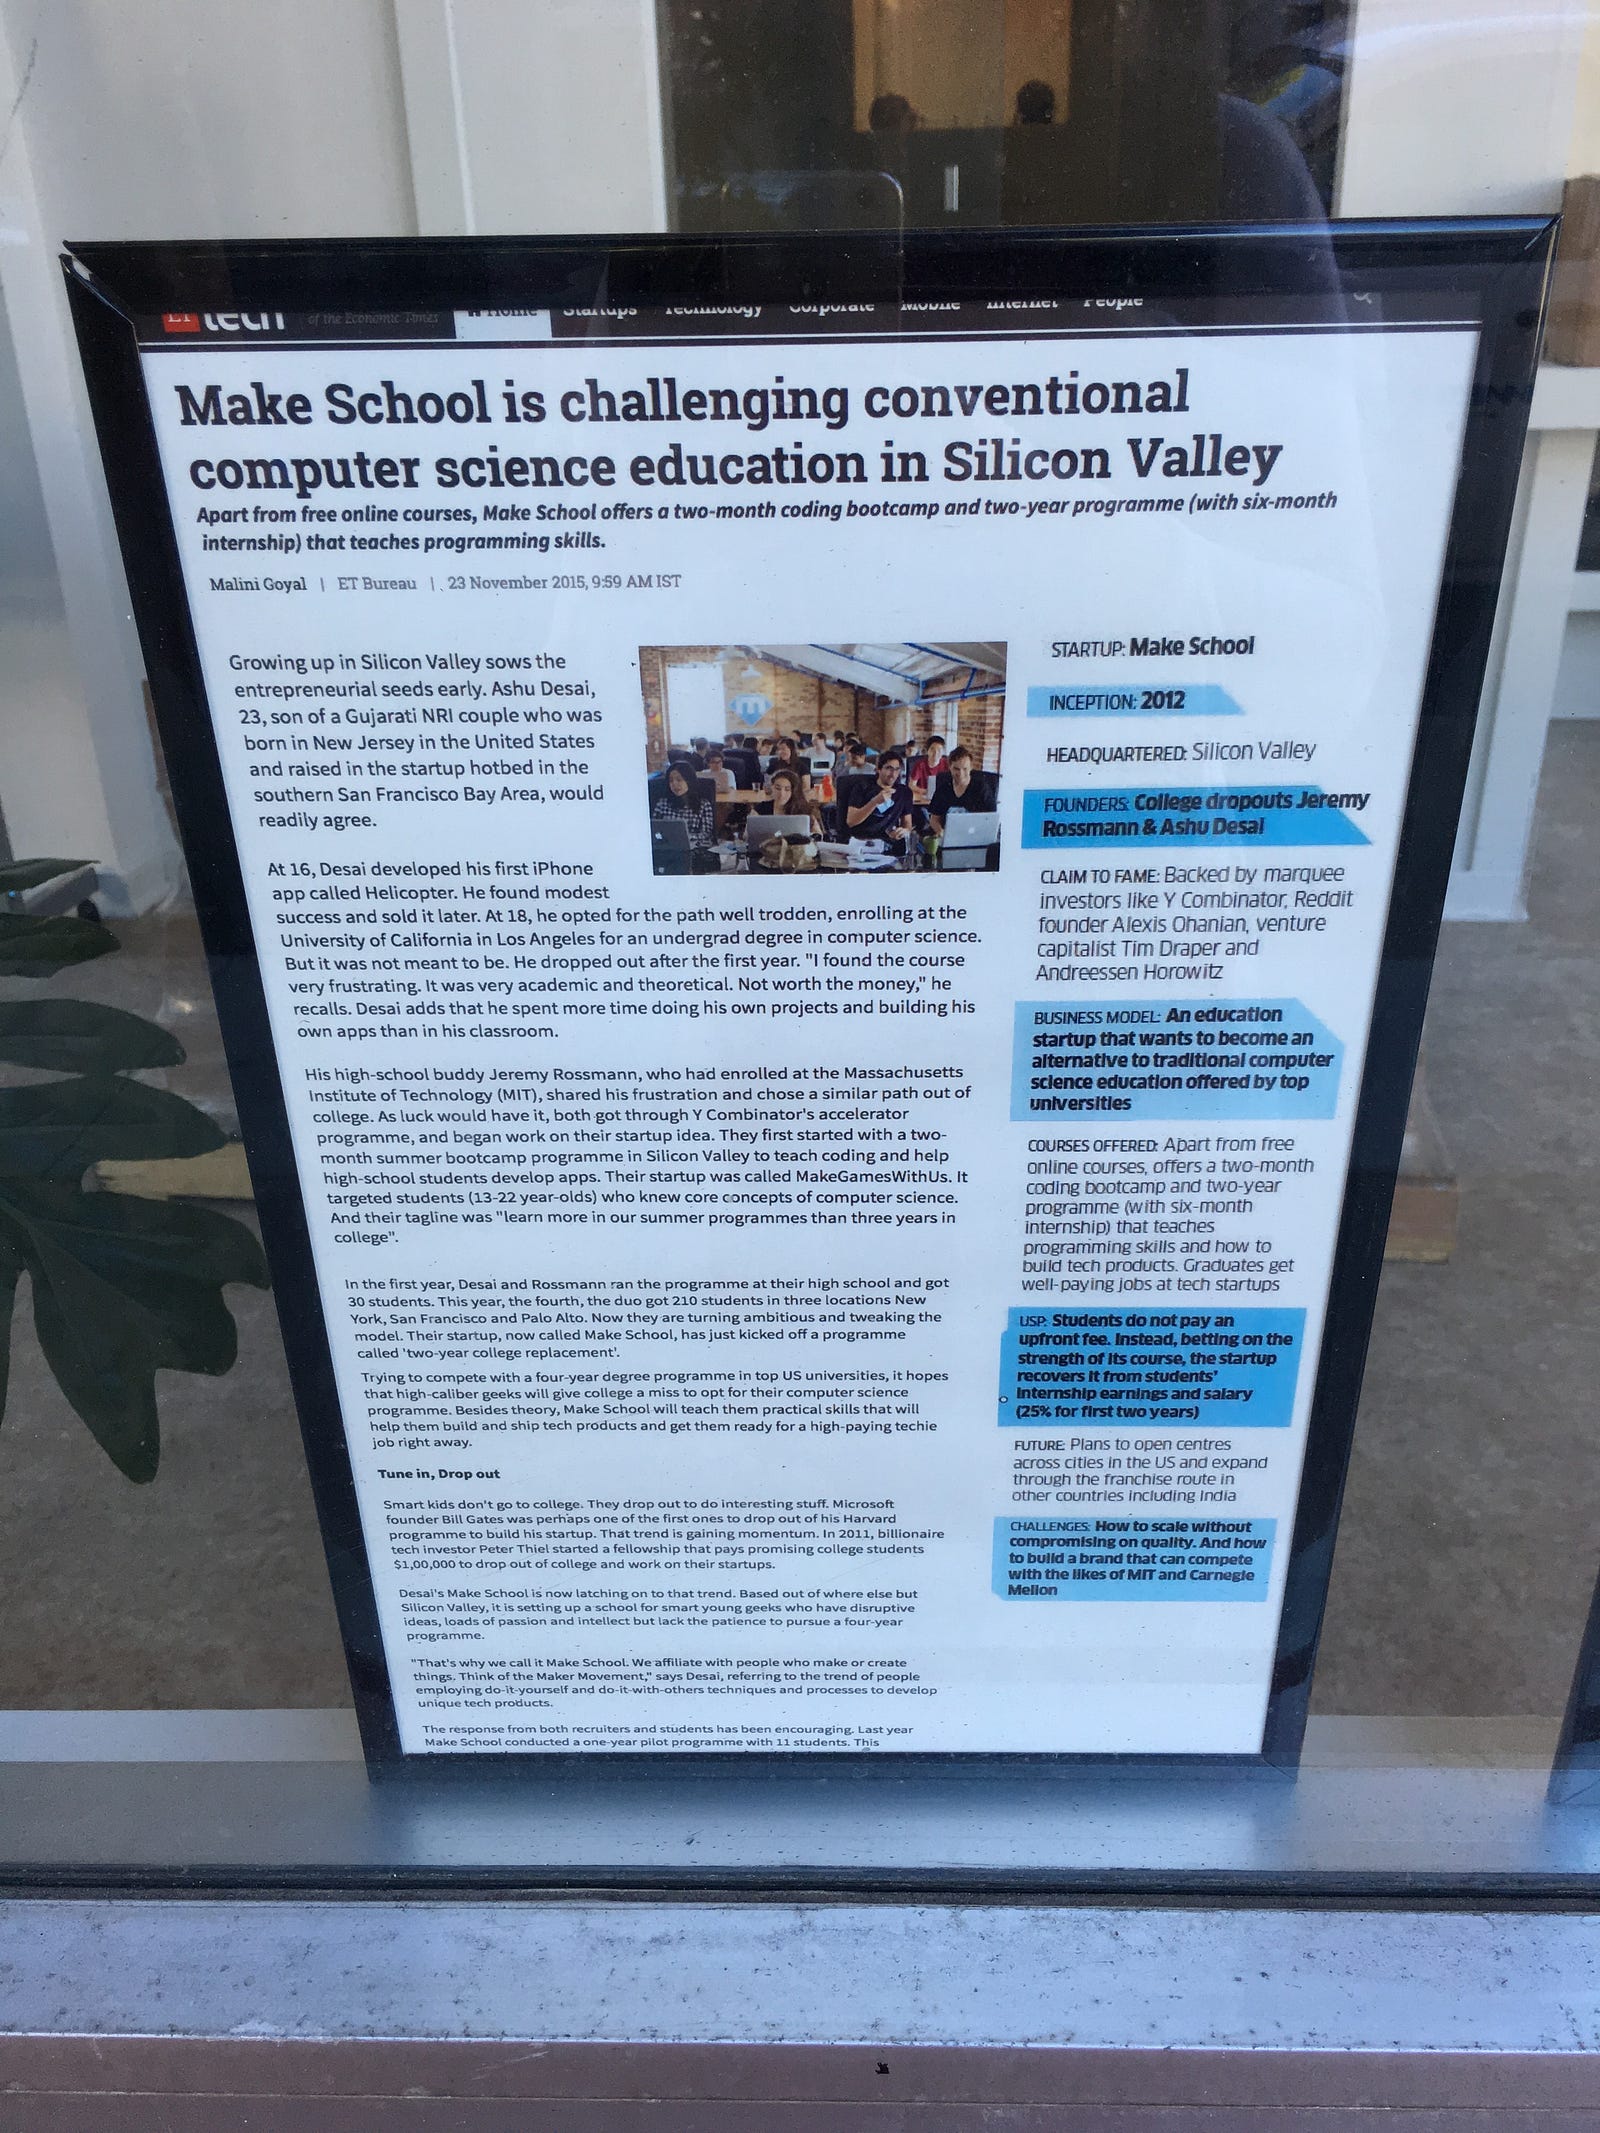 ET tech of the Economic Times Home Startups Technology Corporate Mobile Internet People
Make School is challenging conventional
computer science education in Silicon Valley
Apart from free online courses, Make School offers a two-month coding bootcamp and two-year programme (with six-month
internship) that teaches programming skills.
Malini Goyal | ET Bureau | 23 November 2015, 9:59 AM IST
Growing up in Silicon Valley sows the
entrepreneurial seeds early. Ashu Desai,
23, son of a Gujarati NRI couple who was
born in New Jersey in the United States
and raised in the startup hotbed in the
southern San Francisco Bay Area, would
readily agree.
At 16, Desai developed his first iPhone
app called Helicopter. He found modest
success and sold it later. At 18, he opted for the path well trodden, enrolling at the
University of California in Los Angeles for an undergrad degree in computer science.
But it was not meant to be. He dropped out after the first year. "I found the course
very frustrating. It was very academic and theoretical. Not worth the money," he
recalls. Desai adds that he spent more time doing his own projects and building his
own apps than in his classroom.
His high-school buddy Jeremy Rossmann, who had enrolled at the Massachusetts
Institute of Technology (MIT), shared his frustration and chose a similar path out of
college. As luck would have it, both got through Y Combinator's accelerator
programme, and began work on their startup idea. They first started with a two-
month summer bootcamp programme in Silicon Valley to teach coding and help
high-school students develop apps. Their startup was called MakeGamesWithUs. It
targeted students (13-22 year-olds) who knew core concepts of computer science.
And their tagline was "learn more in our summer programmes than three years in
college".
In the first year, Desai and Rossmann ran the programme at their high school and got
30 students. This year, the fourth, the duo got 210 students in three locations New
York, San Francisco and Palo Alto. Now they are turning ambitious and tweaking the
model. Their startup, now called Make School, has just kicked off a programme
called 'two-year college replacement'.
Trying to compete with a four-year degree programme in top US universities, it hopes
that high-caliber geeks will give college a miss to opt for their computer science
programme. Besides theory, Make School will teach them practical skills that will
help them build and ship tech products and get them ready for a high-paying techie
job right away.
Tune in, Drop out
Smart kids don't go to college. They drop out to do interesting stuff. Microsoft
founder Bill Gates was perhaps one of the first ones to drop out of his Harvard
programme to build his startup. That trend is gaining momentum. In 2011, billionaire
tech investor Peter Thiel started a fellowship that pays promising college students
$1,00,000 to drop out of college and work on their startups.
Desai's Make School is now latching on to that trend. Based out of where else but
Silicon Valley, it is setting up a school for smart young geeks who have disruptive
ideas, loads of passion and intellect but lack the patience to pursue a four-year
programme.
"That's why we call it Make School. We affiliate with people who make or create
things. Think of the Maker Movement," says Desai, referring to the trend of people
employing do-it-yourself and do-it-with-others techniques and processes to develop
unique tech products.
The response from both recruiters and students has been encouraging. Last year
Make School conducted a one-year pilot programme with 11 students. This
STARTUP: Make School
INCEPTION: 2012
HEADQUARTERED: Silicon Valley
FOUNDERS: College dropouts Jeremy
Rossmann & Ashu Desai
CLAIM TO FAME: Backed by marquee
investors like Y Combinator, Reddit
founder Alexis Ohanian, venture
capitalist Tim Draper and
Andreessen Horowitz
BUSINESS MODEL: An education
startup that wants to become an
alternative to traditional computer
science education offered by top
universities
COURSES OFFERED: Apart from free
online courses, offers a two-month
coding bootcamp and two-year
programme (with six-month
internship) that teaches
programming skills and how to
build tech products. Graduates get
well-paying jobs at tech startups
USP: Students do not pay an
upfront fee. Instead, betting on the
strength of its course, the startup
recovers it from students'
internship earnings and salary
(25% for first two years)
FUTURE: Plans to open centres
across cities in the US and expand
through the franchise route in
other countries including India
CHALLENGES: How to scale without
compromising on quality. And how
to build a brand that can compete
with the likes of MIT and Carnegie
Mellon